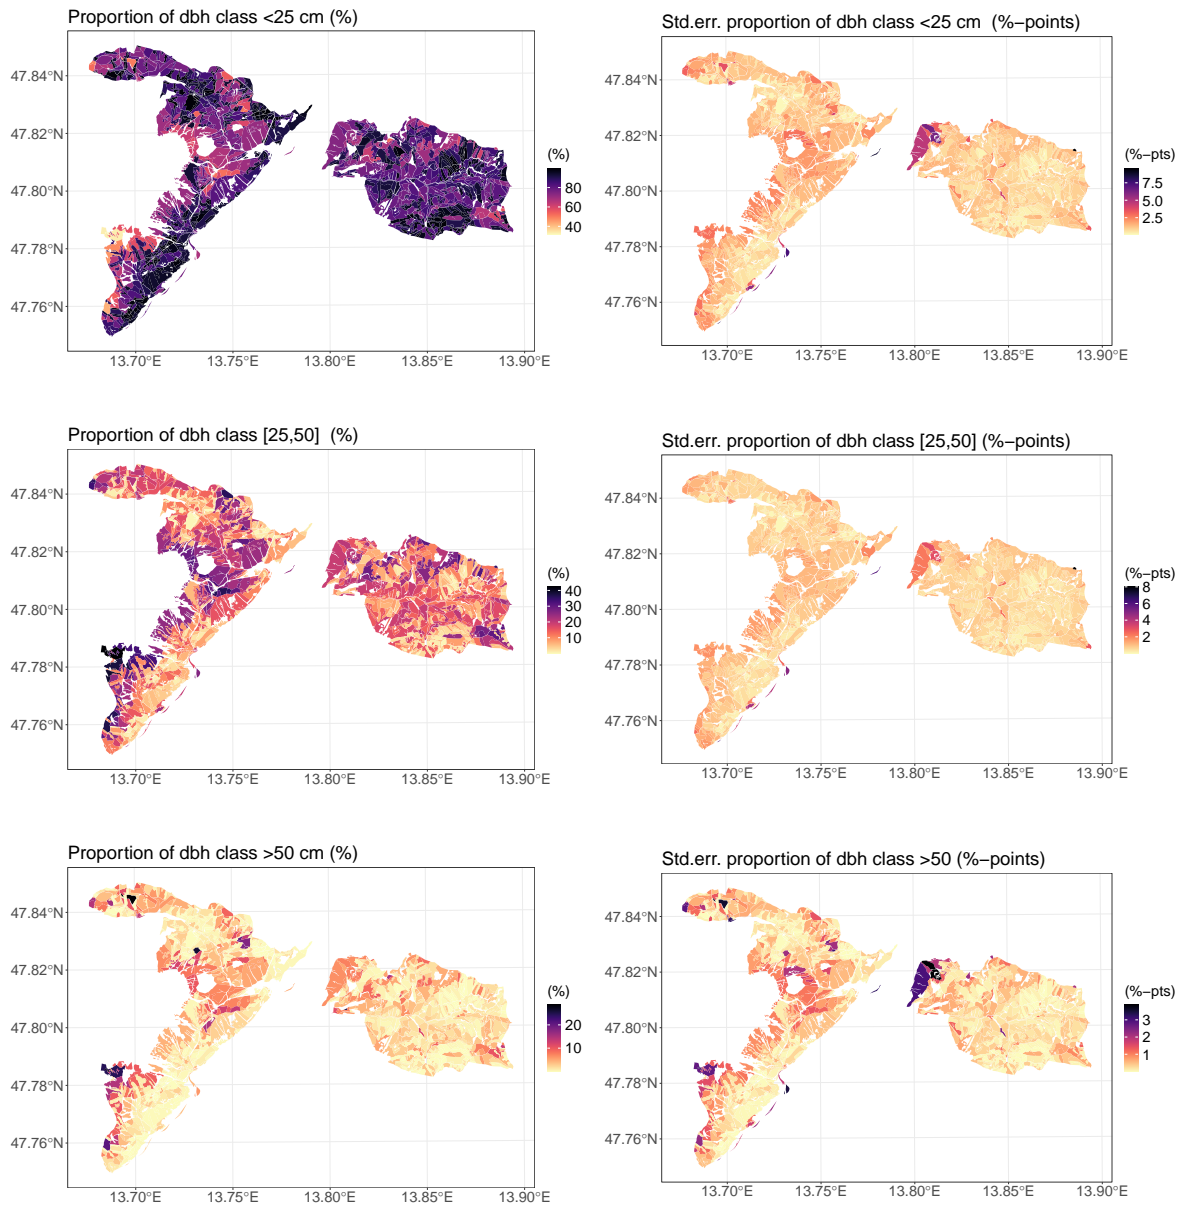 Proportion of dbh class <25 cm (%)
47.84°N
47.82°N
47.80°N
47.78°N
47.76°N
13.70°E 13.75°E 13.80°E 13.85°E 13.90°E
(%)
80
60
40
Std.err. proportion of dbh class <25 cm  (%−points)
47.84°N
47.82°N
47.80°N
47.78°N
47.76°N
13.70°E 13.75°E 13.80°E 13.85°E 13.90°E
(%−pts)
7.5
5.0
2.5
Proportion of dbh class [25,50]  (%)
47.84°N
47.82°N
47.80°N
47.78°N
47.76°N
13.70°E 13.75°E 13.80°E 13.85°E 13.90°E
(%)
40
30
20
10
Std.err. proportion of dbh class [25,50] (%−points)
47.84°N
47.82°N
47.80°N
47.78°N
47.76°N
13.70°E 13.75°E 13.80°E 13.85°E 13.90°E
(%−pts)
8
6
4
2
Proportion of dbh class >50 cm (%)
47.84°N
47.82°N
47.80°N
47.78°N
47.76°N
13.70°E 13.75°E 13.80°E 13.85°E 13.90°E
(%)
20
10
Std.err. proportion of dbh class >50 (%−points)
47.84°N
47.82°N
47.80°N
47.78°N
47.76°N
13.70°E 13.75°E 13.80°E 13.85°E 13.90°E
(%−pts)
3
2
1